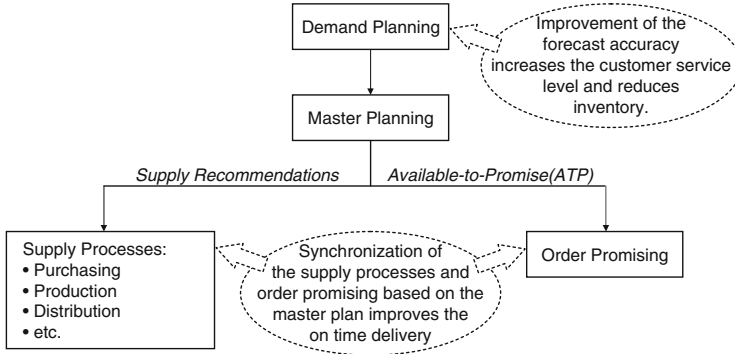 Demand Planning
Improvement of the
forecast accuracy
increases the customer service
level and reduces
inventory.
Master Planning
Supply Recommendations
Available-to-Promise(ATP)
Supply Processes:
• Purchasing
• Production
• Distribution
• etc.
Synchronization of
the supply processes and
order promising based on the
master plan improves the
on time delivery
Order Promising